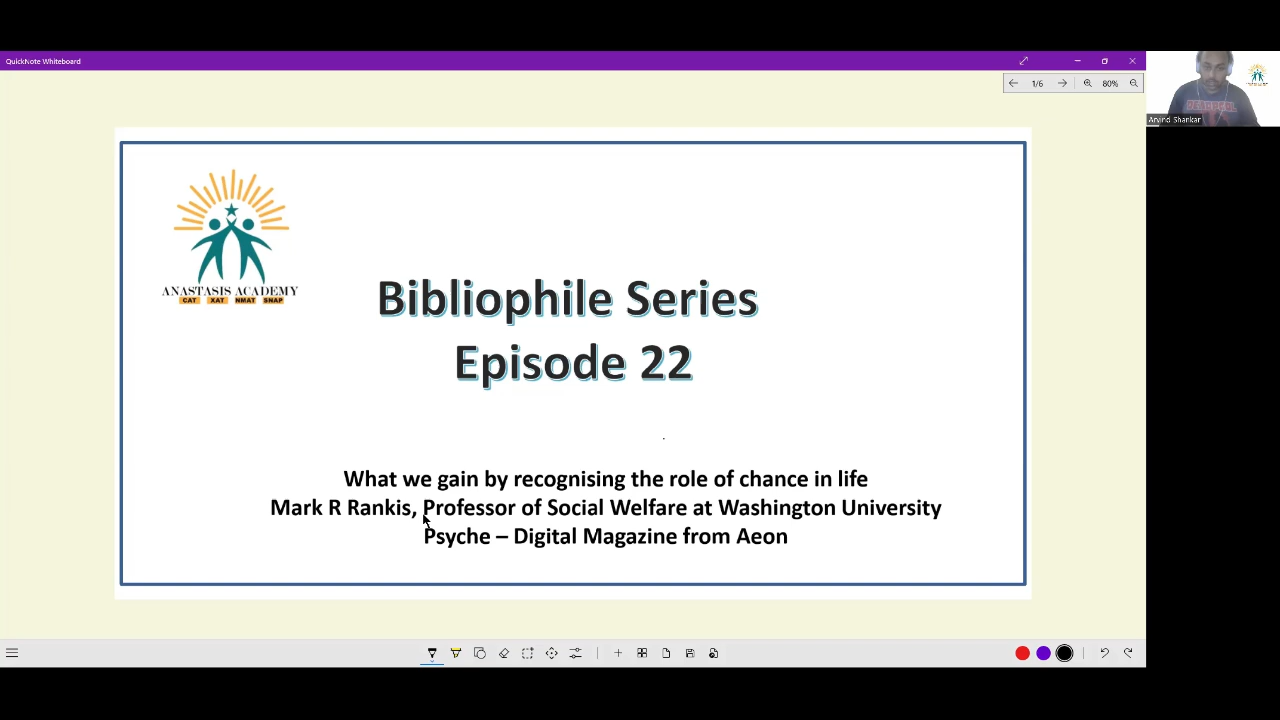 QuickNote Whiteboard
1/6
80%
Arvind Shankar
ANASTASIS ACADEMY
CAT XAT NMAT SNAP
Bibliophile Series
Episode 22
What we gain by recognising the role of chance in life
Mark R Rankis, Professor of Social Welfare at Washington University
Psyche – Digital Magazine from Aeon